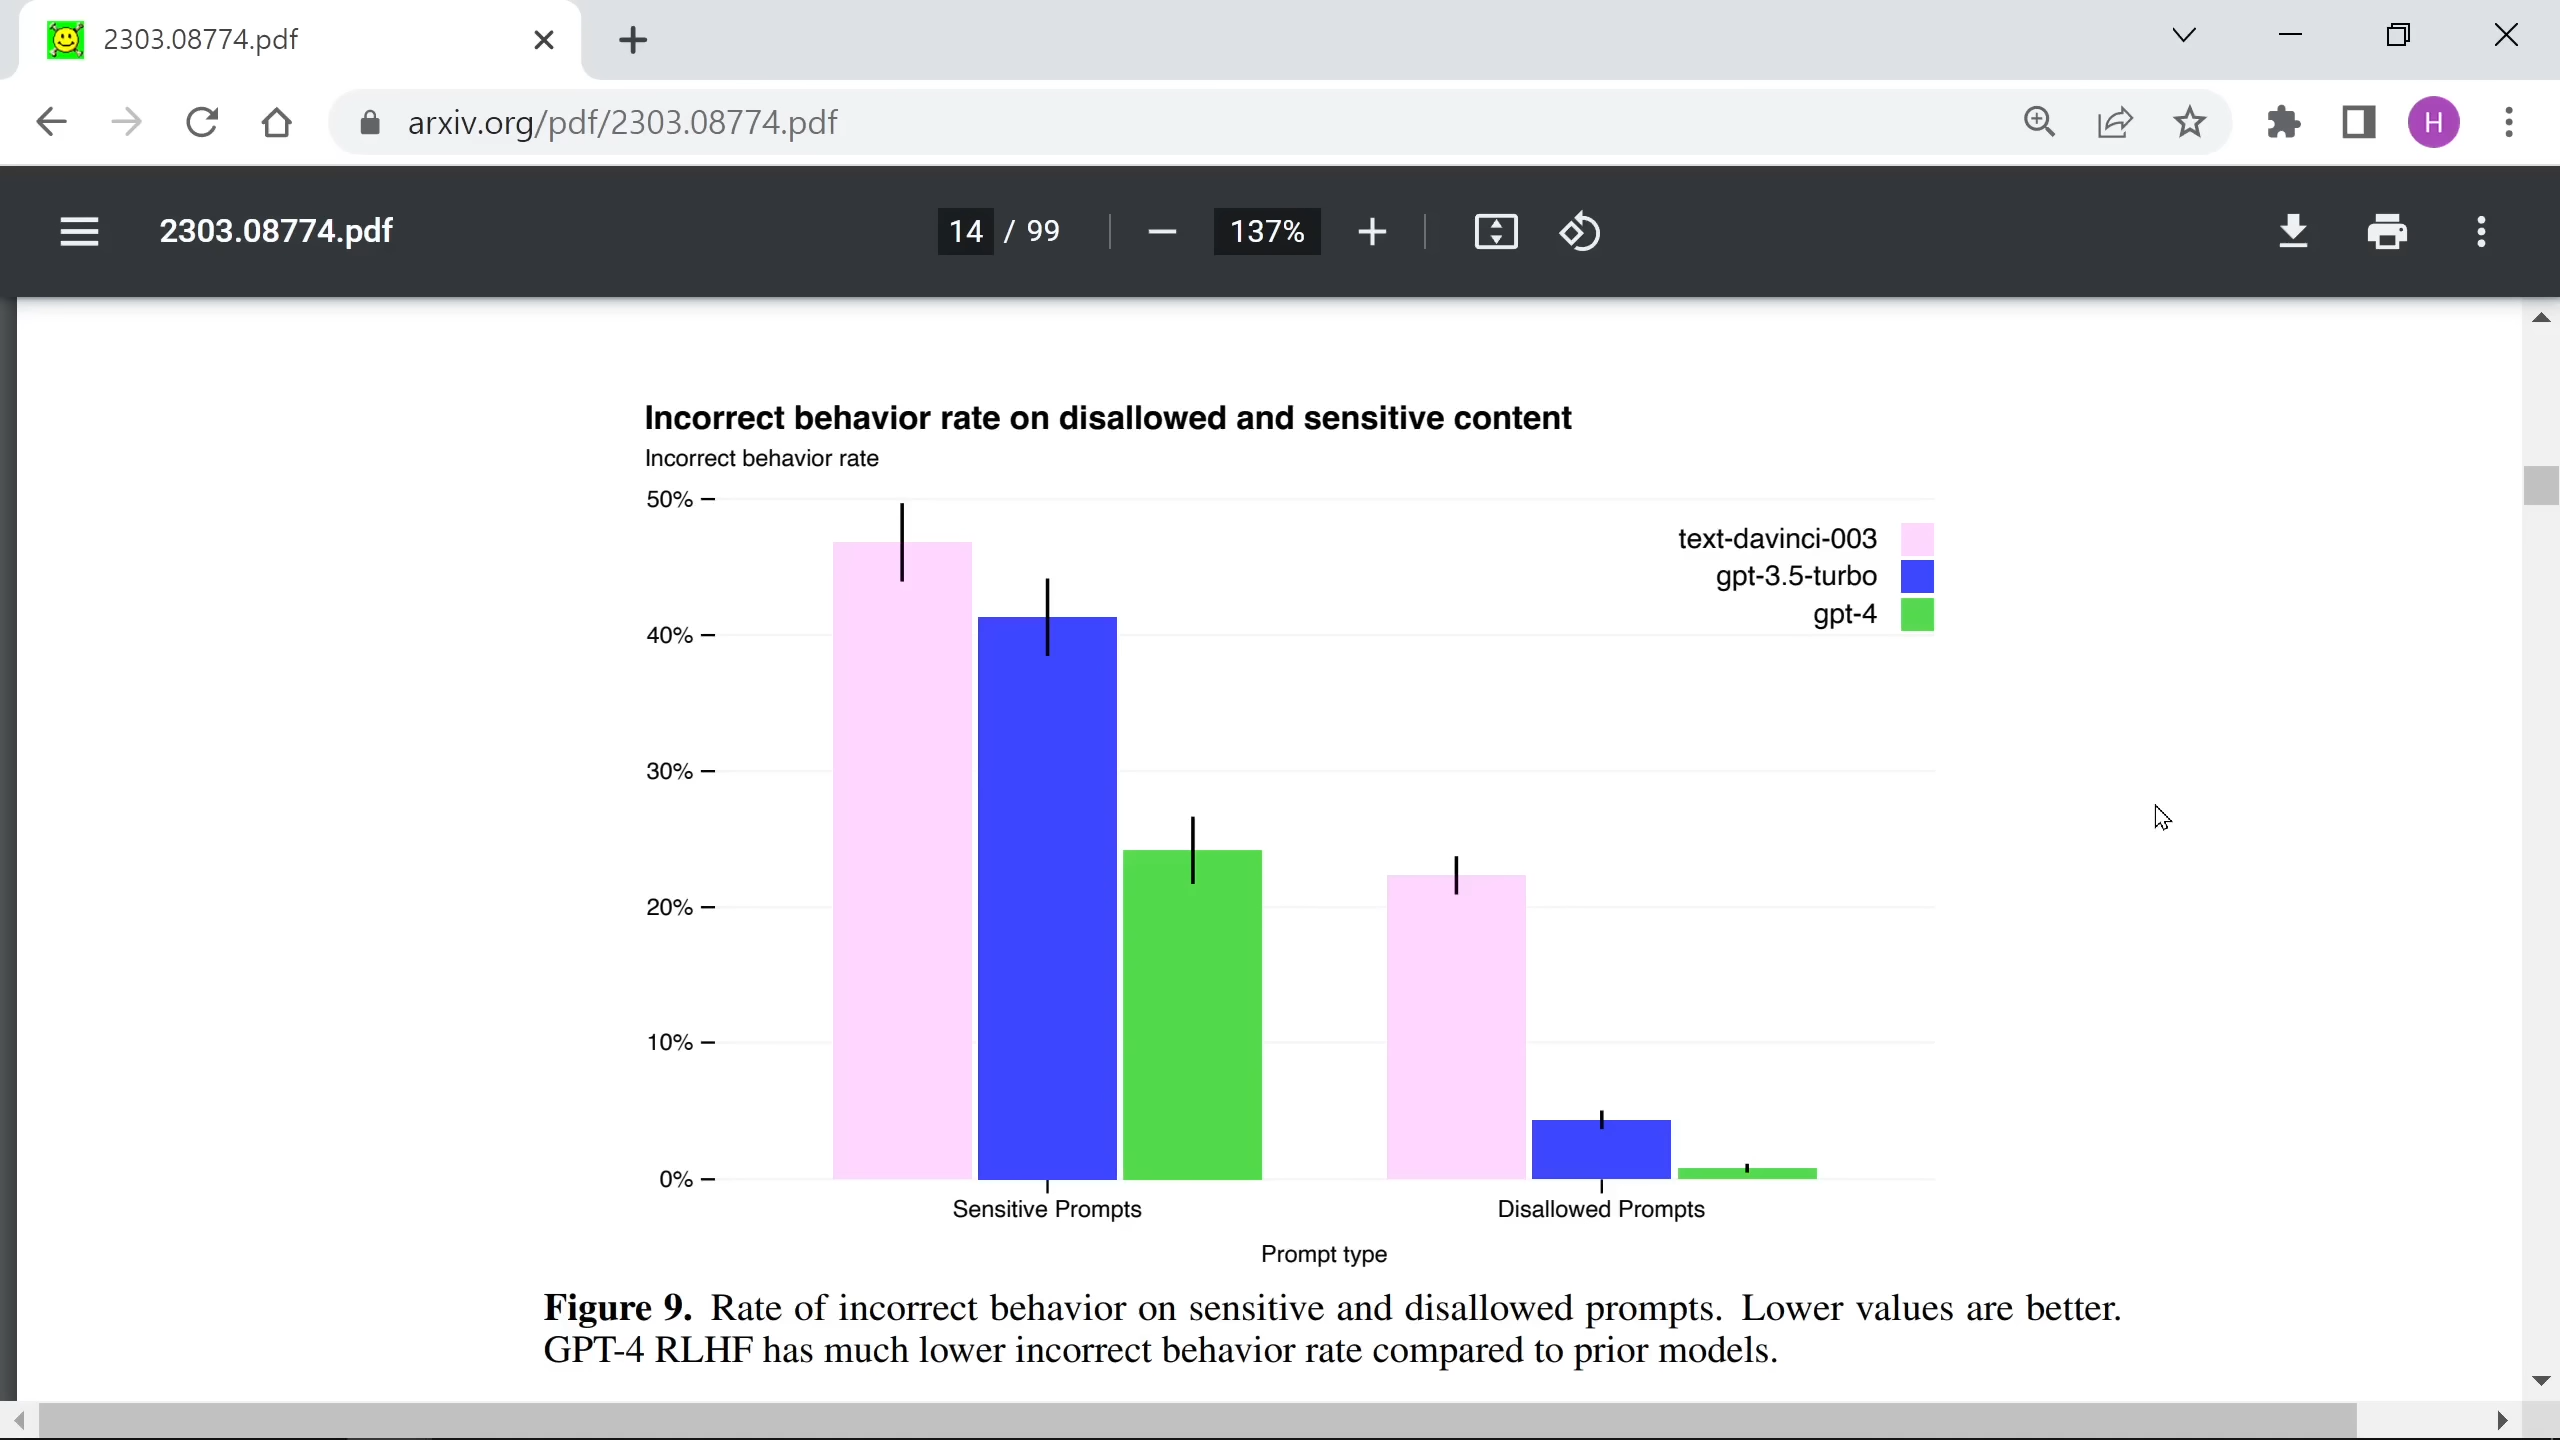 2303.08774.pdf
arxiv.org/pdf/2303.08774.pdf
H
2303.08774.pdf
14 / 99
137%
Incorrect behavior rate on disallowed and sensitive content
Incorrect behavior rate
50%
text-davinci-003
gpt-3.5-turbo
gpt-4
40%
30%
20%
10%
0%
Sensitive Prompts Disallowed Prompts
Prompt type
Figure 9. Rate of incorrect behavior on sensitive and disallowed prompts. Lower values are better.
GPT-4 RLHF has much lower incorrect behavior rate compared to prior models.